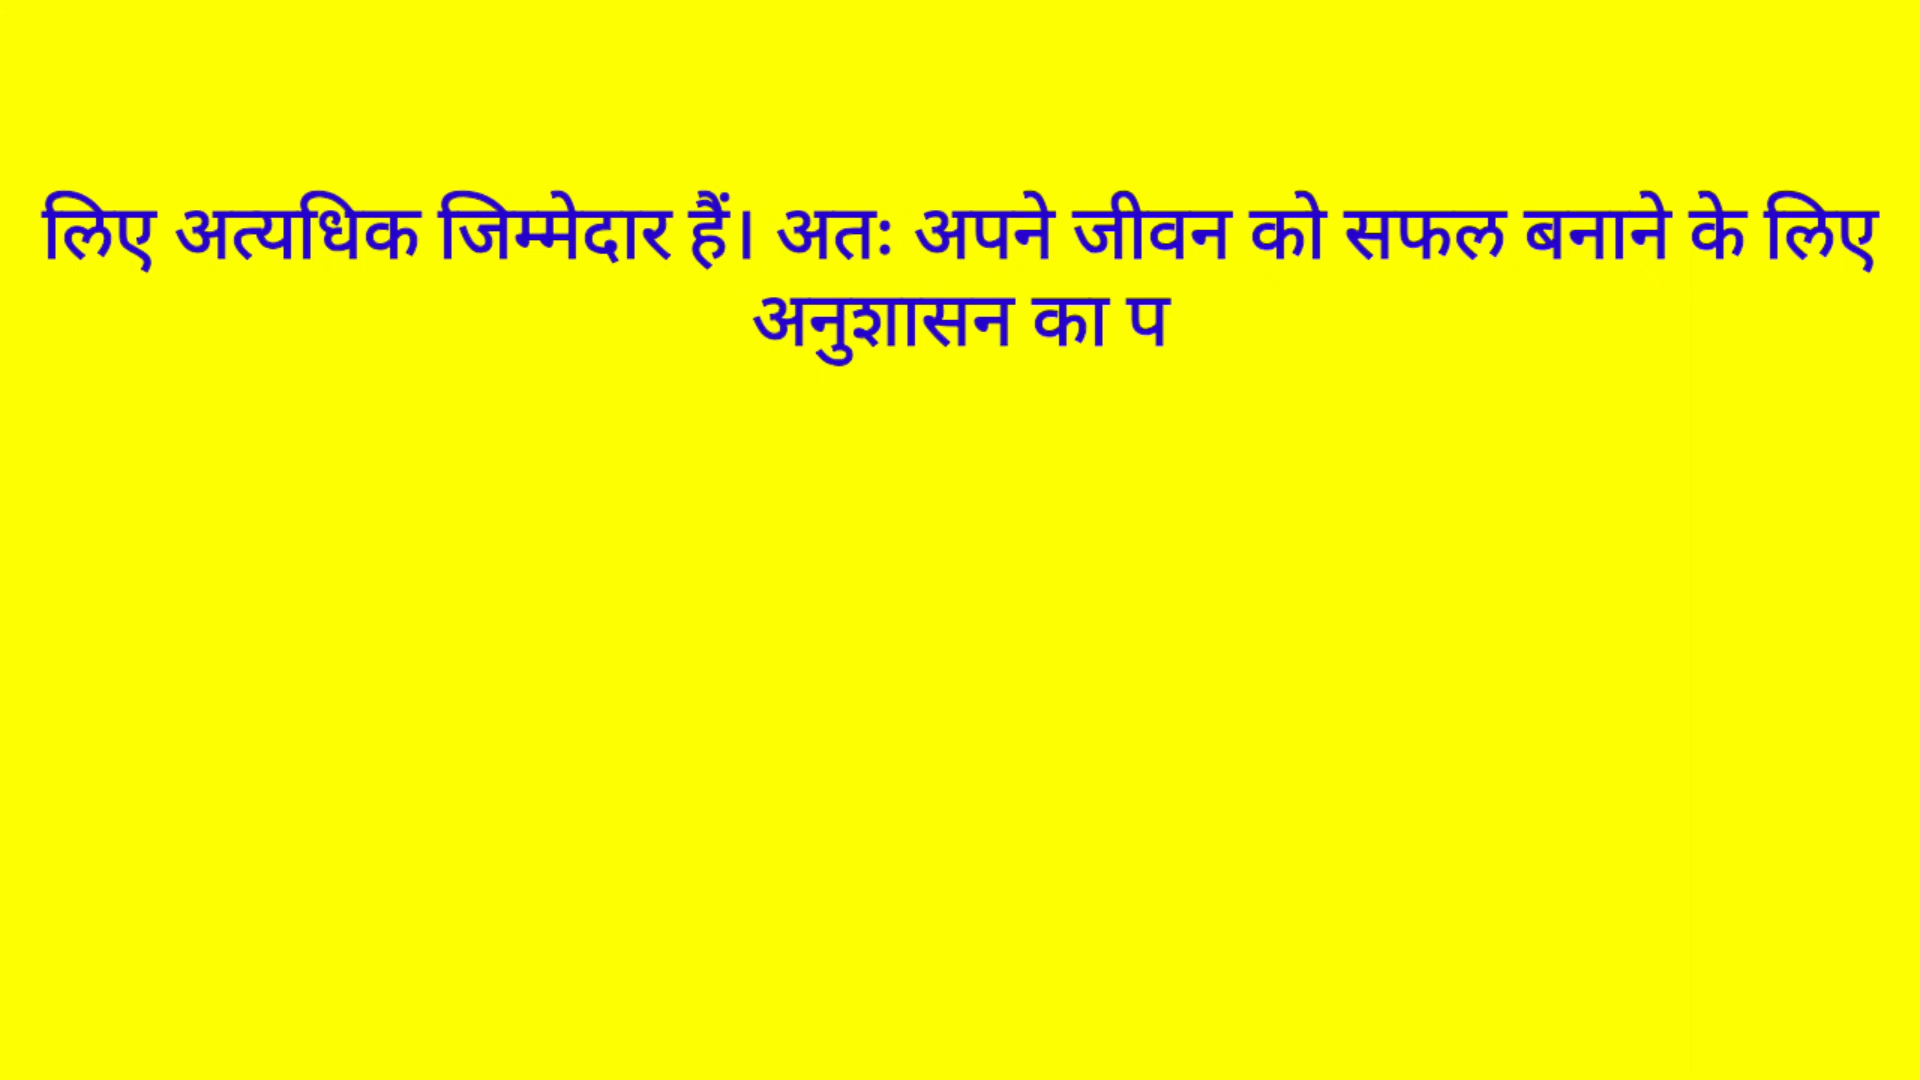 लिए अत्यधिक जिम्मेदार हैं। अतः अपने जीवन को सफल बनाने के लिए
अनुशासन का प